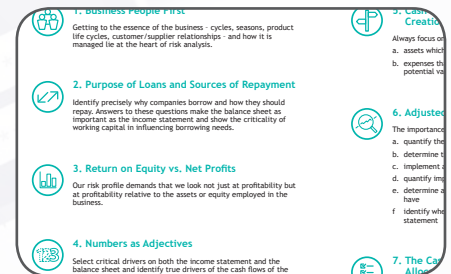 1. Business People First
Getting to the essence of the business - cycles, seasons, product
life cycles, customer/supplier relationships - and how it is
managed lie at the heart of risk analysis.
2. Purpose of Loans and Sources of Repayment
Identify precisely why companies borrow and how they should
repay. Answers to these questions make the balance sheet as
important as the income statement and show the criticality of
working capital in influencing borrowing needs.
3. Return on Equity vs. Net Profits
Our risk profile demands that we look not just at profitability but
at profitability relative to the assets or equity employed in the
business.
4. Numbers as Adjectives
123
Select critical drivers on both the income statement and the
balance sheet and identify true drivers of the cash flows of the
5. Cash
Creatio
Always focus on
a. assets which
b. expenses tha
potential va
6. Adjusted
The importance
a. quantify the
b. determine t
c. implement a
d. quantify imp
e. determine a
have
f identify whe
statement
7. The Cas
Alloc